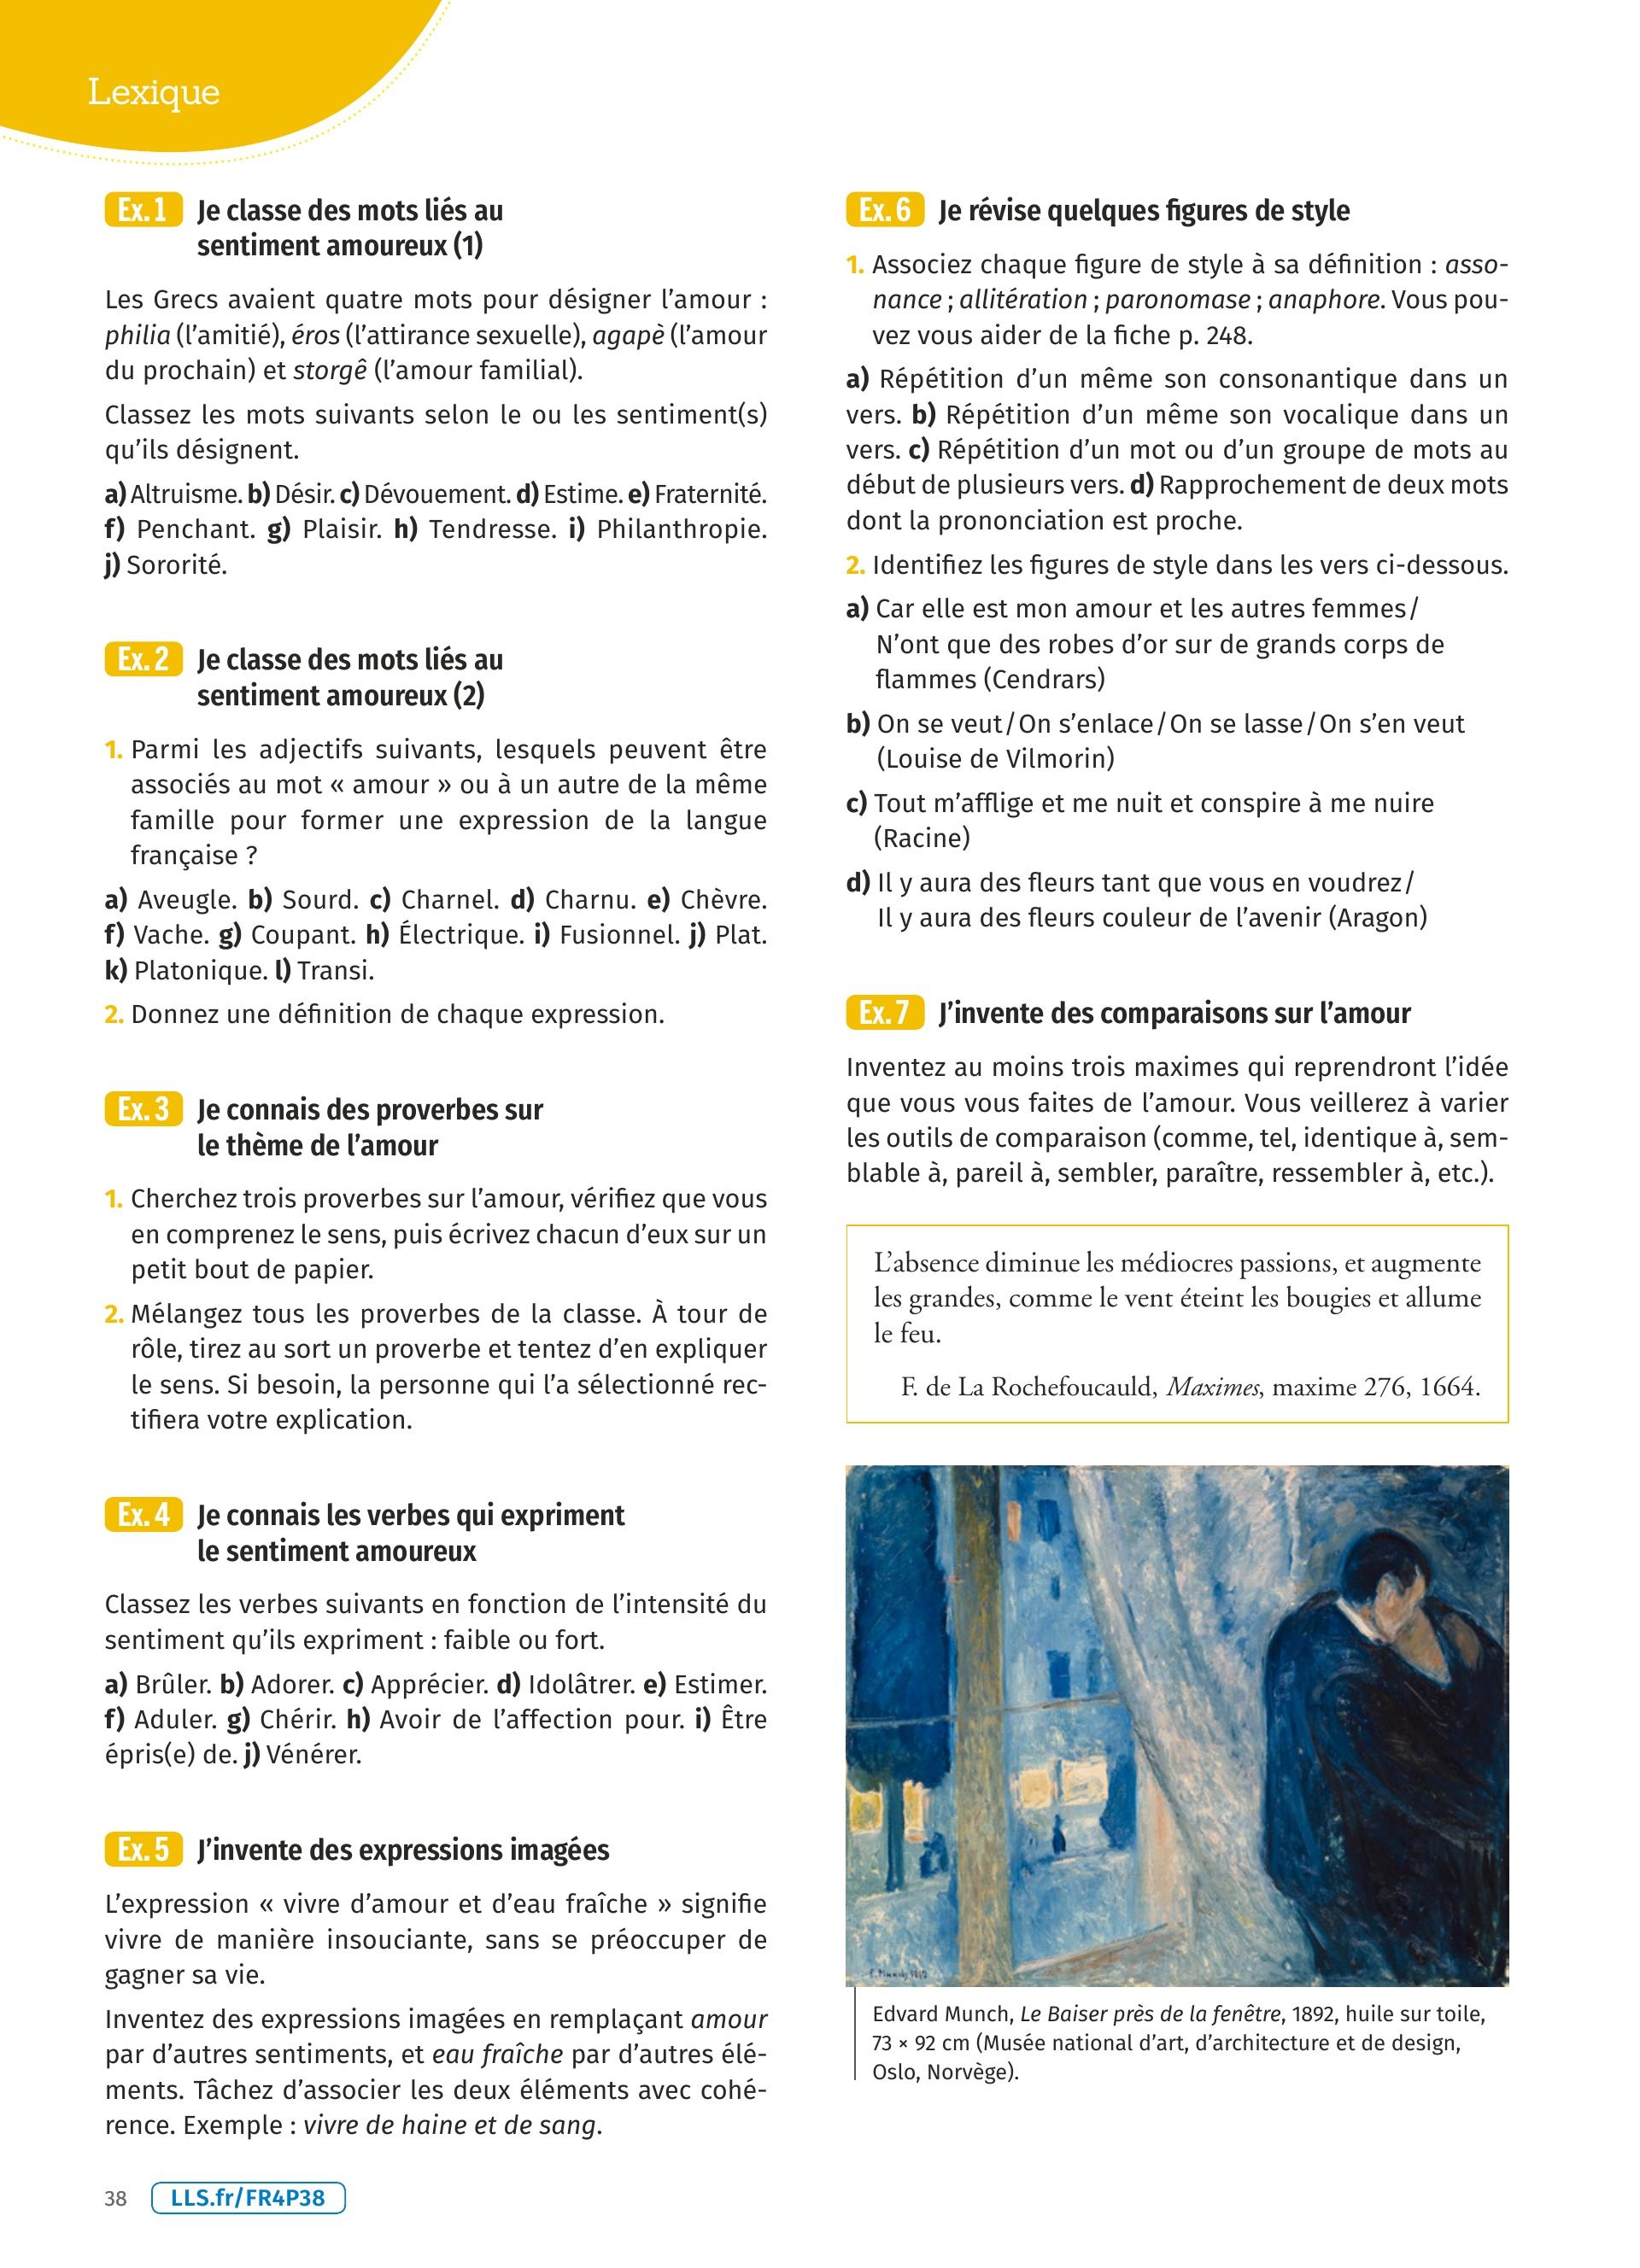 Lexique
Ex. 1 Je classe des mots liés au
sentiment amoureux (1)
Les Grecs avaient quatre mots pour désigner l’amour :
philia (l’amitié), éros (l’attirance sexuelle), agapè (l’amour
du prochain) et storgê (l’amour familial).
Classez les mots suivants selon le ou les sentiment(s)
qu’ils désignent.
a) Altruisme. b) Désir. c) Dévouement. d) Estime. e) Fraternité.
f) Penchant. g) Plaisir. h) Tendresse. i) Philanthropie.
j) Sororité.
Ex. 2 Je classe des mots liés au
sentiment amoureux (2)
1. Parmi les adjectifs suivants, lesquels peuvent être
associés au mot « amour » ou à un autre de la même
famille pour former une expression de la langue
française ?
a) Aveugle. b) Sourd. c) Charnel. d) Charnu. e) Chèvre.
f) Vache. g) Coupant. h) Électrique. i) Fusionnel. j) Plat.
k) Platonique. l) Transi.
2. Donnez une définition de chaque expression.
Ex. 3 Je connais des proverbes sur
le thème de l’amour
1. Cherchez trois proverbes sur l’amour, vérifiez que vous
en comprenez le sens, puis écrivez chacun d’eux sur un
petit bout de papier.
2. Mélangez tous les proverbes de la classe. À tour de
rôle, tirez au sort un proverbe et tentez d’en expliquer
le sens. Si besoin, la personne qui l’a sélectionné rec-
tifiera votre explication.
Ex. 4 Je connais les verbes qui expriment
le sentiment amoureux
Classez les verbes suivants en fonction de l’intensité du
sentiment qu’ils expriment : faible ou fort.
a) Brûler. b) Adorer. c) Apprécier. d) Idolâtrer. e) Estimer.
f) Aduler. g) Chérir. h) Avoir de l’affection pour. i) Être
épris(e) de. j) Vénérer.
Ex. 5 J’invente des expressions imagées
L’expression « vivre d’amour et d’eau fraîche » signifie
vivre de manière insouciante, sans se préoccuper de
gagner sa vie.
Inventez des expressions imagées en remplaçant amour
par d’autres sentiments, et eau fraîche par d’autres élé-
ments. Tâchez d’associer les deux éléments avec cohé-
rence. Exemple : vivre de haine et de sang.
Ex. 6 Je révise quelques figures de style
1. Associez chaque figure de style à sa définition : asso-
nance ; allitération ; paronomase ; anaphore. Vous pou-
vez vous aider de la fiche p. 248.
a) Répétition d’un même son consonantique dans un
vers. b) Répétition d’un même son vocalique dans un
vers. c) Répétition d’un mot ou d’un groupe de mots au
début de plusieurs vers. d) Rapprochement de deux mots
dont la prononciation est proche.
2. Identifiez les figures de style dans les vers ci-dessous.
a) Car elle est mon amour et les autres femmes /
N’ont que des robes d’or sur de grands corps de
flammes (Cendrars)
b) On se veut / On s’enlace / On se lasse / On s’en veut
(Louise de Vilmorin)
c) Tout m’afflige et me nuit et conspire à me nuire
(Racine)
d) Il y aura des fleurs tant que vous en voudrez /
Il y aura des fleurs couleur de l’avenir (Aragon)
Ex. 7 J’invente des comparaisons sur l’amour
Inventez au moins trois maximes qui reprendront l’idée
que vous vous faites de l’amour. Vous veillerez à varier
les outils de comparaison (comme, tel, identique à, sem-
blable à, pareil à, sembler, paraître, ressembler à, etc.).
L’absence diminue les médiocres passions, et augmente
les grandes, comme le vent éteint les bougies et allume
le feu.
F. de La Rochefoucauld, Maximes, maxime 276, 1664.
E. Munch 1892
Edvard Munch, Le Baiser près de la fenêtre, 1892, huile sur toile,
73 × 92 cm (Musée national d’art, d’architecture et de design,
Oslo, Norvège).
38 LLS.fr/FR4P38